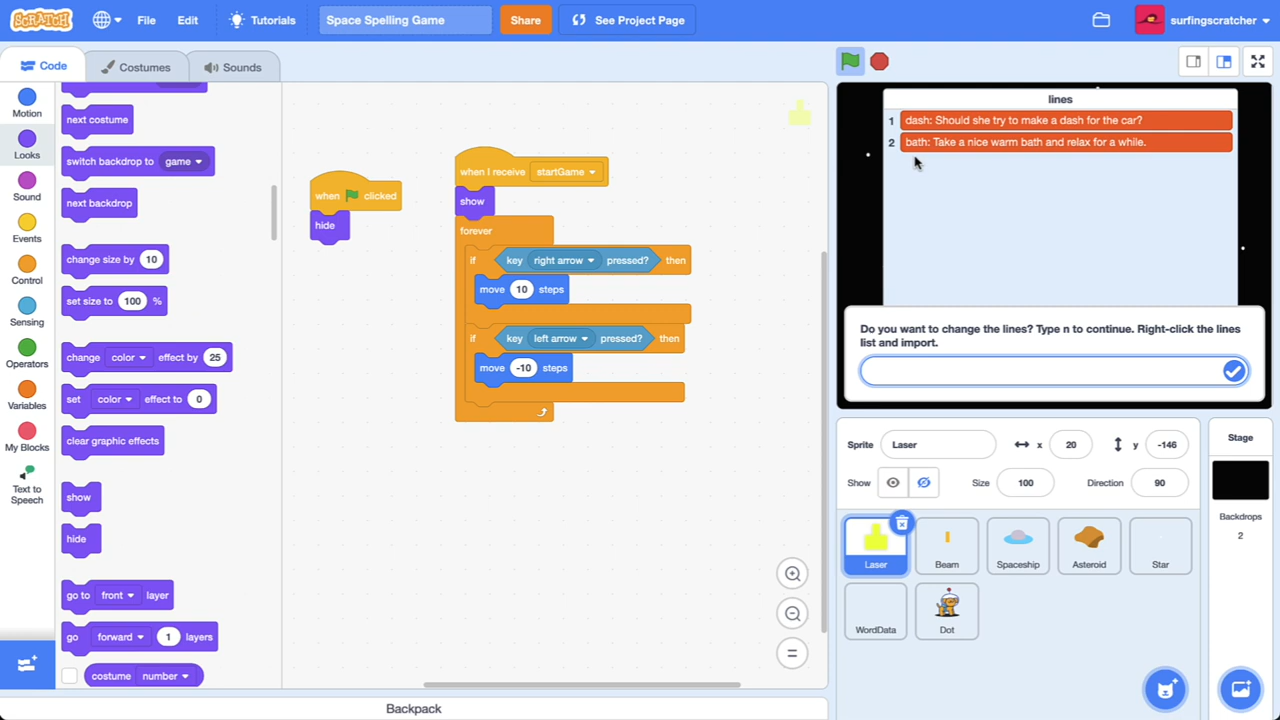 SCRATCH
File
Edit
Tutorials
Space Spelling Game
Share
See Project Page
surfingscratcher
Code
Costumes
Sounds
Motion
Looks
Sound
Events
Control
Sensing
Operators
Variables
My Blocks
Text to
Speech
next costume
switch backdrop to game
next backdrop
change size by 10
set size to 100 %
change color effect by 25
set color effect to 0
clear graphic effects
show
hide
go to front layer
go forward 1 layers
costume number
when clicked
hide
when I receive startGame
show
forever
if key right arrow pressed? then
move 10 steps
if key left arrow pressed? then
move -10 steps
Backpack
lines
1 dash: Should she try to make a dash for the car?
2 bath: Take a nice warm bath and relax for a while.
Do you want to change the lines? Type n to continue. Right-click the lines
list and import.
Sprite Laser x 20 y -146
Show Size 100 Direction 90
Laser
Beam
Spaceship
Asteroid
Star
WordData
Dot
Stage
Backdrops
2